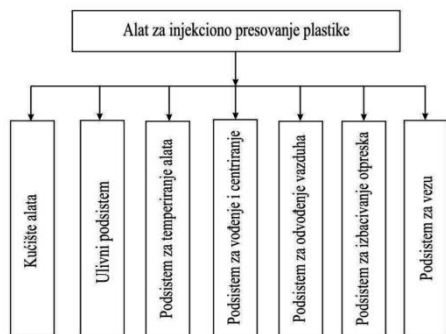 Alat za injekciono presovanje plastike
Kućište alata
Ulivni podsistem
Podsistem za temperiranje alata
Podsistem za vođenje i centriranje
Podsistem za odvođenje vazduha
Podsistem za izbacivanje otpreska
Podsistem za vezu